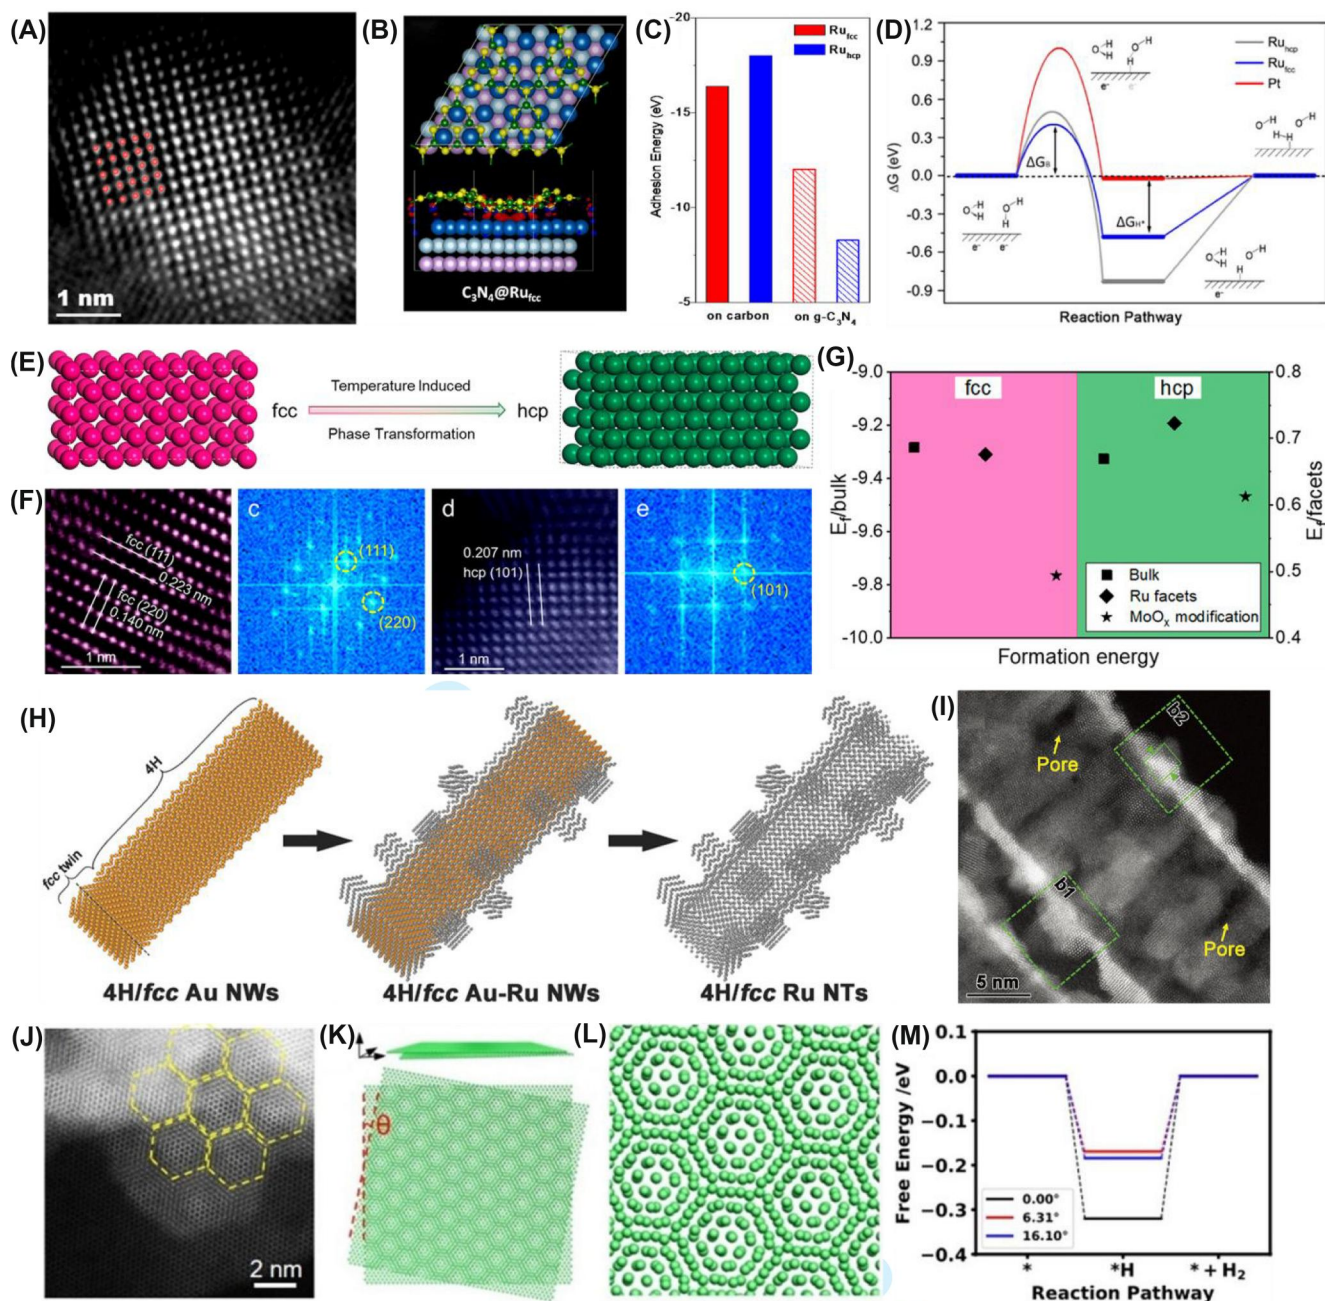 (A)
1 nm
(B)
C3N4@Rufcc
(C)
-20
-15
-10
-5
Adhesion Energy (eV)
Rufcc
Ruhcp
on carbon
on g-C3N4
(D)
1.2
0.9
0.6
0.3
0.0
-0.3
-0.6
-0.9
ΔG (eV)
Ruhcp
Rufcc
Pt
ΔGB
ΔGH*
O H H O H
e- e-
O H H O H
e- e-
O H H O H
e-
O H H H O H
Reaction Pathway
(E)
fcc
Temperature Induced
Phase Transformation
hcp
(F)
fcc (111)
0.223 nm
fcc (220)
0.140 nm
1 nm
c
(111)
(220)
d
0.207 nm
hcp (101)
1 nm
e
(101)
(G)
-9.0
-9.2
-9.4
-9.6
-9.8
-10.0
Ef/bulk
fcc
hcp
0.8
0.7
0.6
0.5
0.4
Ef/facets
Bulk
Ru facets
MoOx modification
Formation energy
(H)
4H
fcc twin
4H/fcc Au NWs
4H/fcc Au-Ru NWs
4H/fcc Ru NTs
(I)
Pore
b2
b1
Pore
5 nm
(J)
2 nm
(K)
θ
(L)
(M)
0.1
0.0
−0.1
−0.2
−0.3
−0.4
Free Energy /eV
0.00°
6.31°
16.10°
*
*H
* + H2
Reaction Pathway